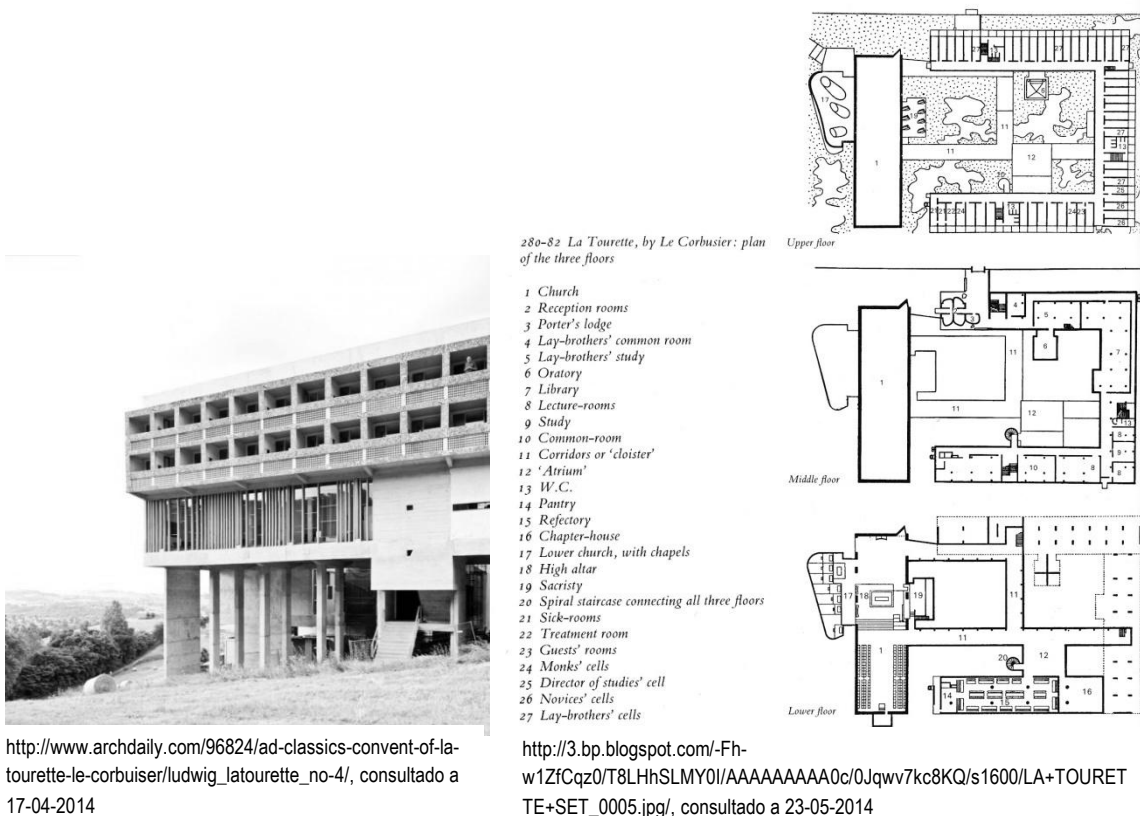 280-82 La Tourette, by Le Corbusier: plan
of the three floors
1 Church
2 Reception rooms
3 Porter's lodge
4 Lay-brothers' common room
5 Lay-brothers' study
6 Oratory
7 Library
8 Lecture-rooms
9 Study
10 Common-room
11 Corridors or 'cloister'
12 'Atrium'
13 W.C.
14 Pantry
15 Refectory
16 Chapter-house
17 Lower church, with chapels
18 High altar
19 Sacristy
20 Spiral staircase connecting all three floors
21 Sick-rooms
22 Treatment room
23 Guests' rooms
24 Monks' cells
25 Director of studies' cell
26 Novices' cells
27 Lay-brothers' cells
Upper floor
Middle floor
Lower floor
http://www.archdaily.com/96824/ad-classics-convent-of-la-
tourette-le-corbuiser/ludwig_latourette_no-4/, consultado a
17-04-2014
http://3.bp.blogspot.com/-Fh-
w1ZfCqz0/T8LHhSLMY0I/AAAAAAAAA0c/0Jqwv7kc8KQ/s1600/LA+TOURET
TE+SET_0005.jpg/, consultado a 23-05-2014